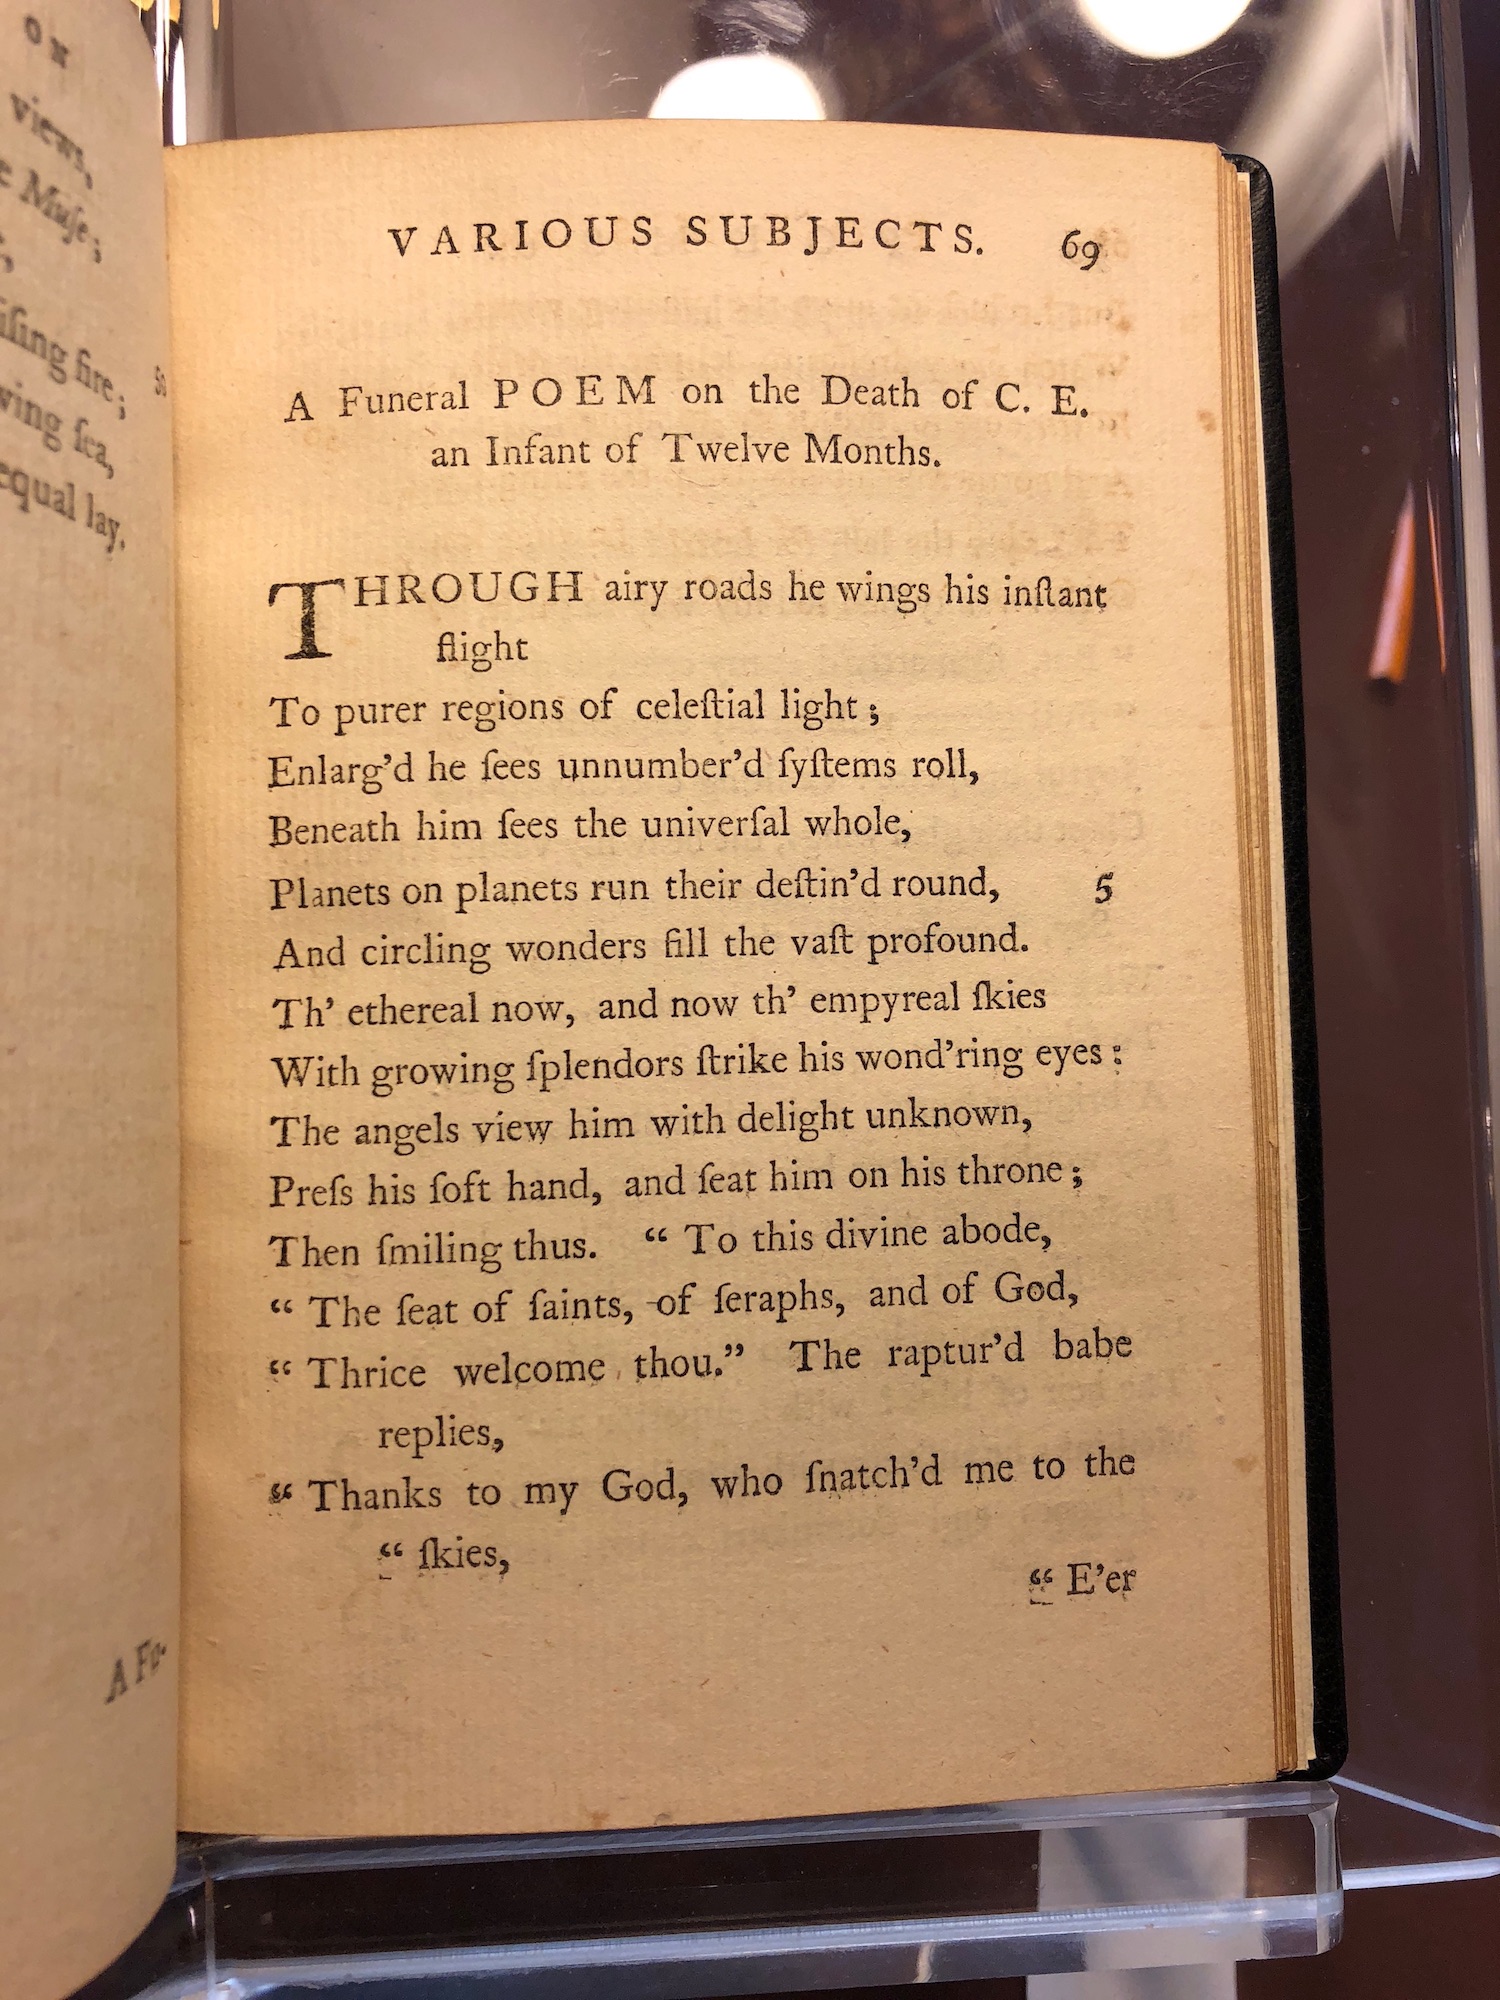 ON
views,
Muſe;
fire; 50
ſea,
equal lay.
A Fu-
VARIOUS SUBJECTS. 69
A Funeral POEM on the Death of C. E.
an Infant of Twelve Months.
THROUGH airy roads he wings his inſtant
flight
To purer regions of celeſtial light;
Enlarg’d he ſees unnumber’d ſyſtems roll,
Beneath him ſees the univerſal whole,
Planets on planets run their deſtin’d round, 5
And circling wonders fill the vaſt profound.
Th’ ethereal now, and now th’ empyreal ſkies
With growing ſplendors ſtrike his wond’ring eyes:
The angels view him with delight unknown,
Preſs his ſoft hand, and ſeat him on his throne;
Then ſmiling thus. “ To this divine abode,
“ The ſeat of ſaints, of ſeraphs, and of God,
“ Thrice welcome thou.” The raptur’d babe
replies,
“ Thanks to my God, who ſnatch’d me to the
“ ſkies,
“ E’er